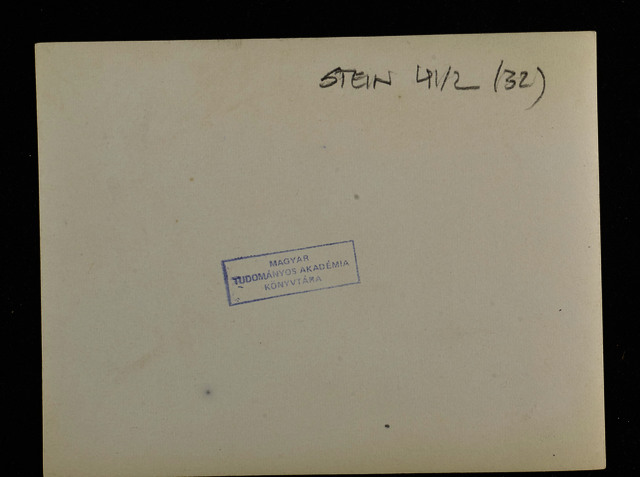 STEIN 41/2 (32)
MAGYAR
TUDOMÁNYOS AKADÉMIA
KÖNYVTÁRA